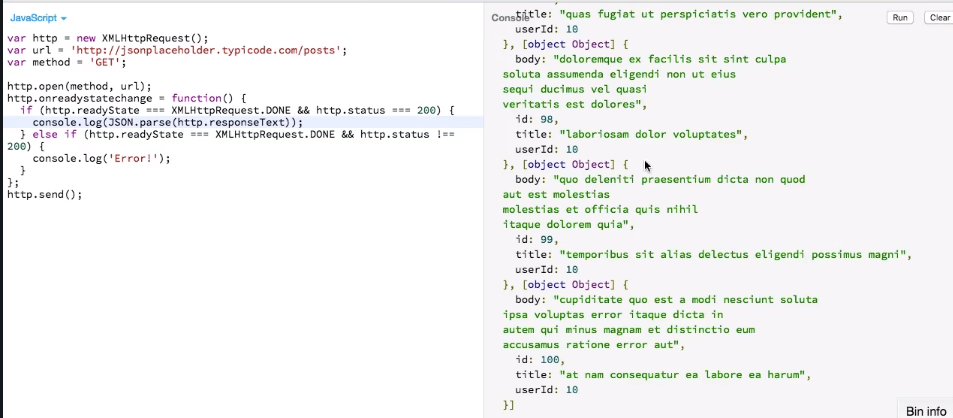 JavaScript
var http = new XMLHttpRequest();
var url = 'http://jsonplaceholder.typicode.com/posts';
var method = 'GET';
http.open(method, url);
http.onreadystatechange = function() {
if (http.readyState === XMLHttpRequest.DONE && http.status === 200) {
console.log(JSON.parse(http.responseText));
} else if (http.readyState === XMLHttpRequest.DONE && http.status !==
200) {
console.log('Error!');
}
};
http.send();
Console
Run
Clear
title: "quas fugiat ut perspiciatis vero provident",
userId: 10
}, [object Object] {
body: "doloremque ex facilis sit sint culpa
soluta assumenda eligendi non ut eius
sequi ducimus vel quasi
veritatis est dolores",
id: 98,
title: "laboriosam dolor voluptates",
userId: 10
}, [object Object] {
body: "quo deleniti praesentium dicta non quod
aut est molestias
molestias et officia quis nihil
itaque dolorem quia",
id: 99,
title: "temporibus sit alias delectus eligendi possimus magni",
userId: 10
}, [object Object] {
body: "cupiditate quo est a modi nesciunt soluta
ipsa voluptas error itaque dicta in
autem qui minus magnam et distinctio eum
accusamus ratione error aut",
id: 100,
title: "at nam consequatur ea labore ea harum",
userId: 10
}]
Bin info